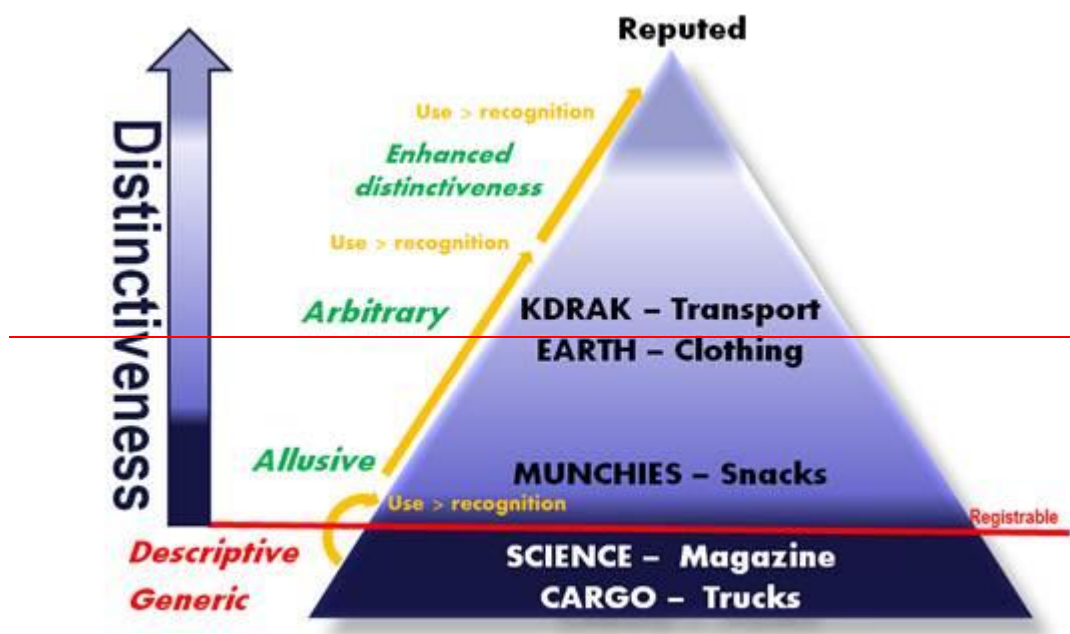 Reputed
Distinctiveness
Use > recognition
Enhanced
distinctiveness
Use > recognition
Arbitrary
KDRAK – Transport
EARTH – Clothing
Allusive
MUNCHIES – Snacks
Use > recognition
Registrable
Descriptive
SCIENCE – Magazine
Generic
CARGO – Trucks